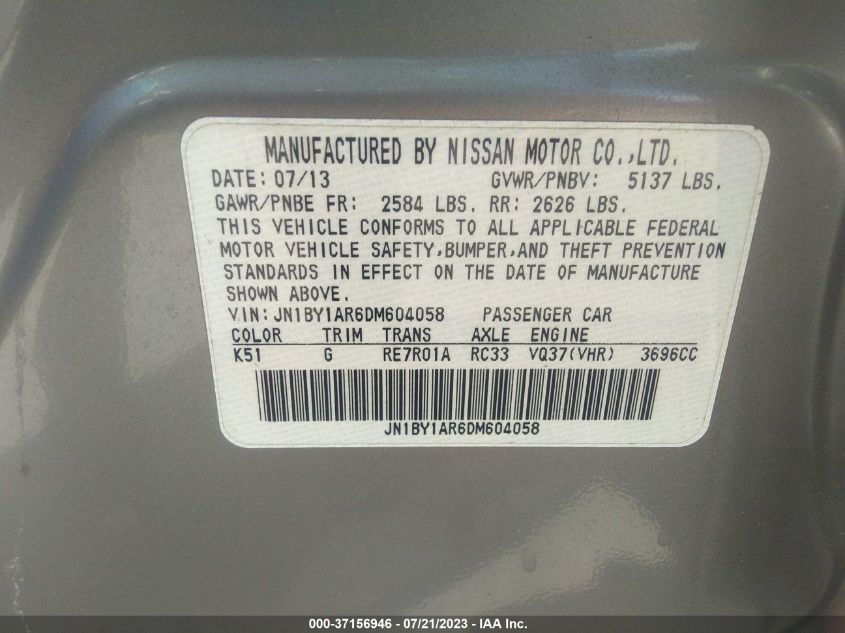 MANUFACTURED BY NISSAN MOTOR CO.,LTD.
DATE: 07/13 GVWR/PNBV: 5137 LBS.
GAWR/PNBE FR: 2584 LBS. RR: 2626 LBS.
THIS VEHICLE CONFORMS TO ALL APPLICABLE FEDERAL
MOTOR VEHICLE SAFETY,BUMPER,AND THEFT PREVENTION
STANDARDS IN EFFECT ON THE DATE OF MANUFACTURE
SHOWN ABOVE.
VIN:JN1BY1AR6DM604058 PASSENGER CAR
COLOR TRIM TRANS AXLE ENGINE
K51 G RE7R01A RC33 VQ37(VHR) 3696CC
JN1BY1AR6DM604058
000-37156946 - 07/21/2023 - IAA Inc.